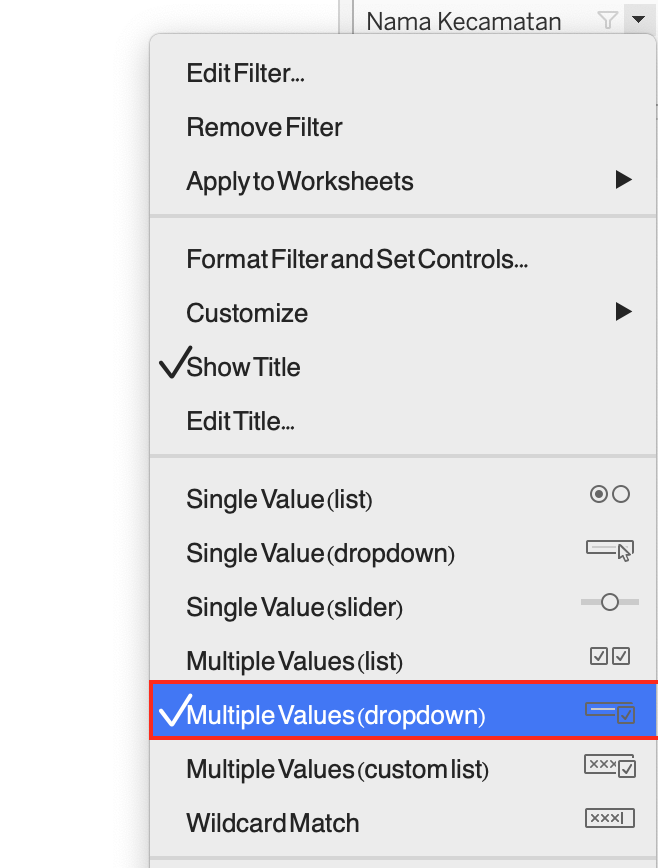 Nama Kecamatan
Edit Filter...
Remove Filter
Apply to Worksheets
Format Filter and Set Controls...
Customize
Show Title
Edit Title...
Single Value (list)
Single Value (dropdown)
Single Value (slider)
Multiple Values (list)
Multiple Values (dropdown)
Multiple Values (custom list)
xxx
Wildcard Match
xxx|